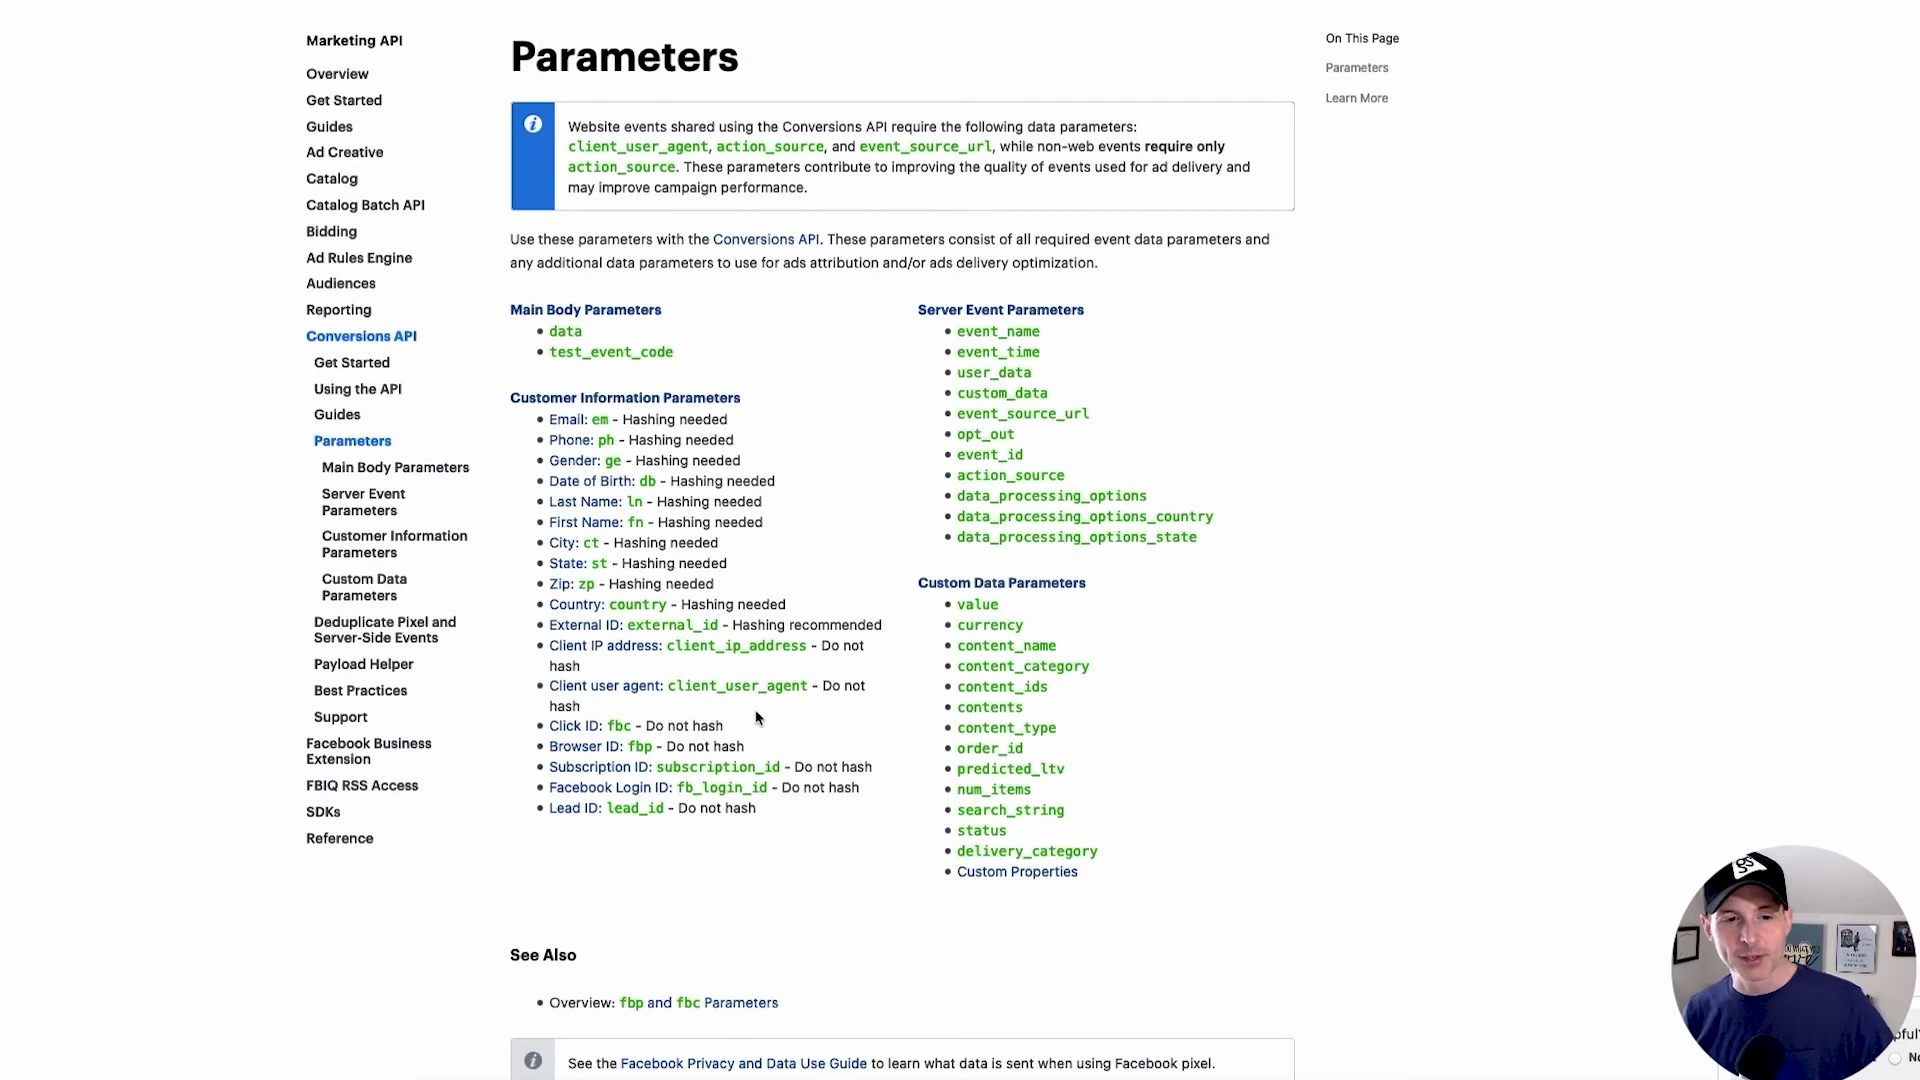 Marketing API
Overview
Get Started
Guides
Ad Creative
Catalog
Catalog Batch API
Bidding
Ad Rules Engine
Audiences
Reporting
Conversions API
Get Started
Using the API
Guides
Parameters
Main Body Parameters
Server Event
Parameters
Customer Information
Parameters
Custom Data
Parameters
Deduplicate Pixel and
Server-Side Events
Payload Helper
Best Practices
Support
Facebook Business
Extension
FBIQ RSS Access
SDKs
Reference
Parameters
Website events shared using the Conversions API require the following data parameters:
client_user_agent, action_source, and event_source_url, while non-web events require only
action_source. These parameters contribute to improving the quality of events used for ad delivery and
may improve campaign performance.
Use these parameters with the Conversions API. These parameters consist of all required event data parameters and
any additional data parameters to use for ads attribution and/or ads delivery optimization.
Main Body Parameters
• data
• test_event_code
Customer Information Parameters
• Email: em - Hashing needed
• Phone: ph - Hashing needed
• Gender: ge - Hashing needed
• Date of Birth: db - Hashing needed
• Last Name: ln - Hashing needed
• First Name: fn - Hashing needed
• City: ct - Hashing needed
• State: st - Hashing needed
• Zip: zp - Hashing needed
• Country: country - Hashing needed
• External ID: external_id - Hashing recommended
• Client IP address: client_ip_address - Do not
hash
• Client user agent: client_user_agent - Do not
hash
• Click ID: fbc - Do not hash
• Browser ID: fbp - Do not hash
• Subscription ID: subscription_id - Do not hash
• Facebook Login ID: fb_login_id - Do not hash
• Lead ID: lead_id - Do not hash
Server Event Parameters
• event_name
• event_time
• user_data
• custom_data
• event_source_url
• opt_out
• event_id
• action_source
• data_processing_options
• data_processing_options_country
• data_processing_options_state
Custom Data Parameters
• value
• currency
• content_name
• content_category
• content_ids
• contents
• content_type
• order_id
• predicted_ltv
• num_items
• search_string
• status
• delivery_category
• Custom Properties
See Also
• Overview: fbp and fbc Parameters
See the Facebook Privacy and Data Use Guide to learn what data is sent when using Facebook pixel.
On This Page
Parameters
Learn More
gs